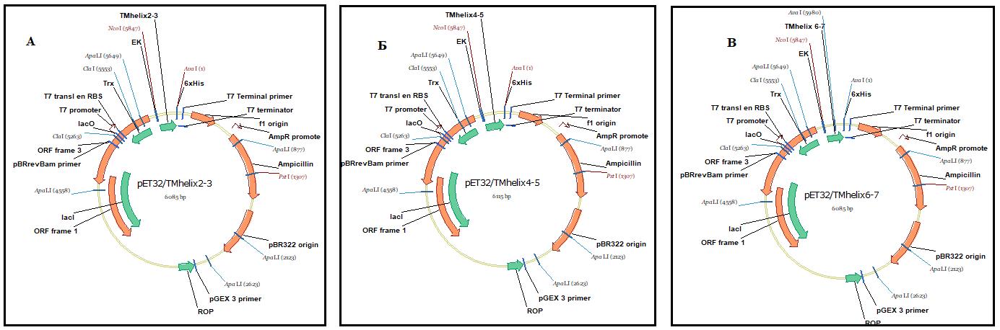 А
TMhelix2-3
NcoI (5847)
EK
ApaLI (5649)
ClaI (5553)
AvaI (1)
Trx
6xHis
T7 transl en RBS
T7 Terminal primer
T7 promoter
T7 terminator
lacO
f1 origin
ClaI (5263)
AmpR promote
ORF frame 3
ApaLI (877)
pBRrevBam primer
Ampicillin
PstI (1307)
pET32/TMhelix2-3
ApaLI (4558)
6085 bp
lacI
ORF frame 1
pBR322 origin
ApaLI (2123)
ApaLI (2623)
pGEX 3 primer
ROP
Б
TMhelix4-5
NcoI (5847)
EK
ApaLI (5649)
ClaI (5553)
AvaI (1)
Trx
6xHis
T7 transl en RBS
T7 Terminal primer
T7 promoter
T7 terminator
lacO
f1 origin
ClaI (5263)
AmpR promote
ORF frame 3
ApaLI (877)
pBRrevBam primer
Ampicillin
PstI (1307)
pET32/TMhelix4-5
ApaLI (4558)
6115 bp
lacI
ORF frame 1
pBR322 origin
ApaLI (2123)
ApaLI (2623)
pGEX 3 primer
ROP
В
AvaI (5980)
TMhelix 6-7
NcoI (5847)
EK
ApaLI (5649)
ClaI (5553)
AvaI (1)
Trx
6xHis
T7 transl en RBS
T7 Terminal primer
T7 promoter
T7 terminator
lacO
f1 origin
ClaI (5263)
AmpR promote
ORF frame 3
ApaLI (877)
pBRrevBam primer
Ampicillin
PstI (1307)
pET32/TMhelix6-7
ApaLI (4558)
6085 bp
lacI
ORF frame 1
pBR322 origin
ApaLI (2123)
ApaLI (2623)
pGEX 3 primer
ROP